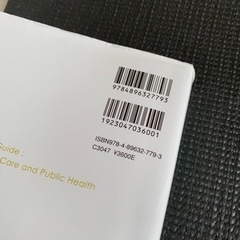 9784896327793
1923047036001
ISBN978-4-89632-779-3
C3047 ¥3600E
Guide :
Care and Public Health